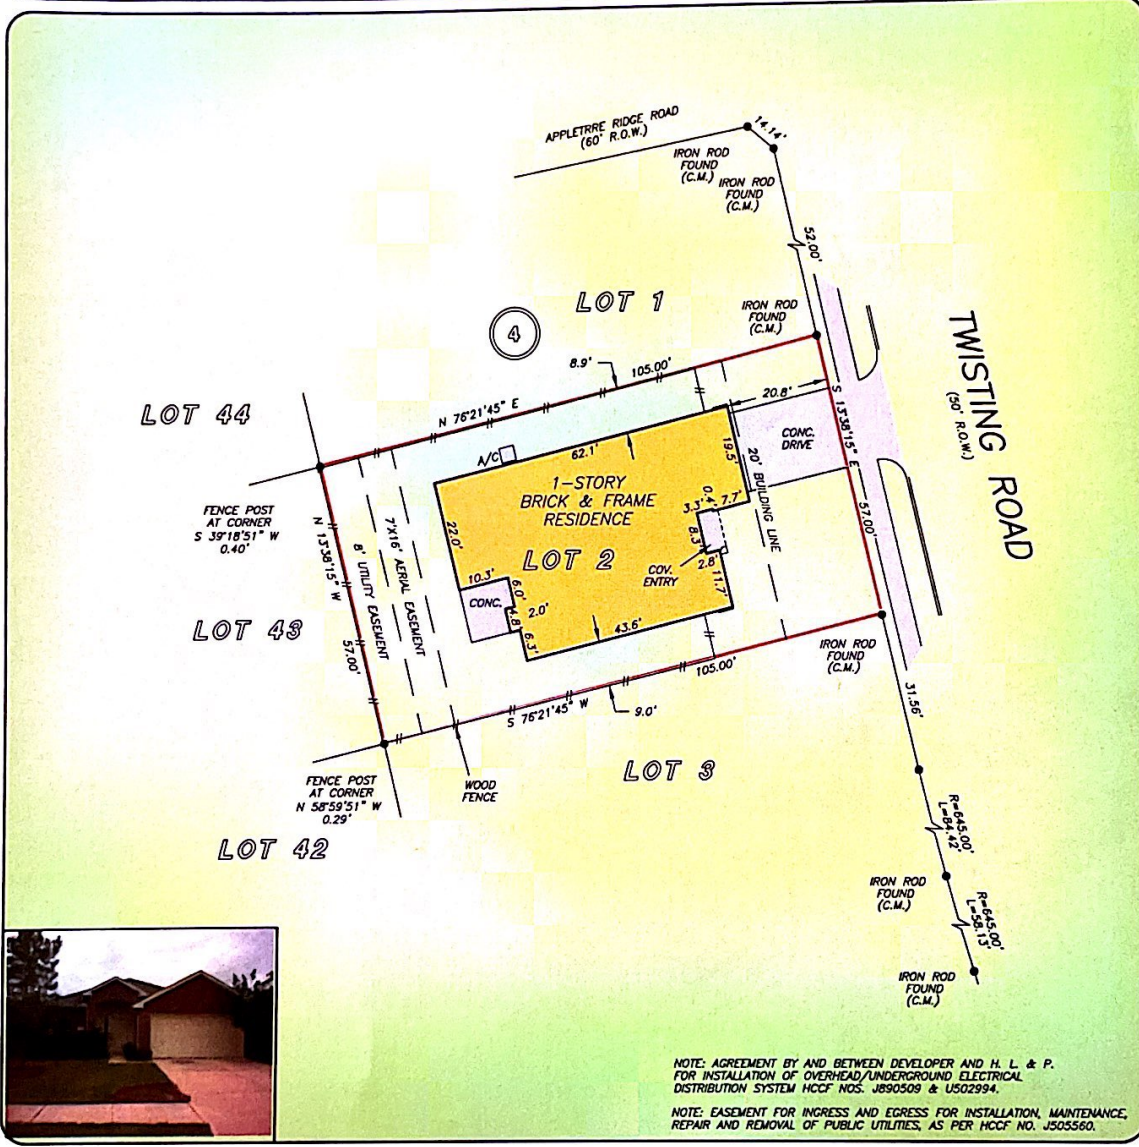 APPLETRRE RIDGE ROAD
(60' R.O.W.)
14.14'
IRON ROD
FOUND
(C.M.)
IRON ROD
FOUND
(C.M.)
52.00'
LOT 1
IRON ROD
FOUND
(C.M.)
4
TWISTING ROAD
(50' R.O.W.)
8.9'
105.00'
N 76°21'45" E
20.8'
S 13°38'15" E
57.00'
LOT 44
A/C
62.1'
CONC.
DRIVE
19.5'
20' BUILDING LINE
1-STORY
BRICK & FRAME
RESIDENCE
LOT 2
0.4'
7.7'
3.3'
8.3'
2.8'
11.7'
COV.
ENTRY
FENCE POST
AT CORNER
S 39°18'51" W
0.40'
N 13°38'15" W
57.00'
8' UTILITY EASEMENT
7'X16' AERIAL EASEMENT
22.0'
10.3'
6.0'
CONC.
4.8'
2.0'
6.3'
43.6'
LOT 43
IRON ROD
FOUND
(C.M.)
105.00'
S 76°21'45" W
9.0'
31.56'
LOT 3
WOOD
FENCE
FENCE POST
AT CORNER
N 58°59'51" W
0.29'
LOT 42
R=645.00'
L=84.42'
IRON ROD
FOUND
(C.M.)
R=645.00'
L=58.13'
IRON ROD
FOUND
(C.M.)
NOTE: AGREEMENT BY AND BETWEEN DEVELOPER AND H. L. & P.
FOR INSTALLATION OF OVERHEAD/UNDERGROUND ELECTRICAL
DISTRIBUTION SYSTEM HCCF NOS. J890509 & U502994.
NOTE: EASEMENT FOR INGRESS AND EGRESS FOR INSTALLATION, MAINTENANCE,
REPAIR AND REMOVAL OF PUBLIC UTILITIES, AS PER HCCF NO. J505560.